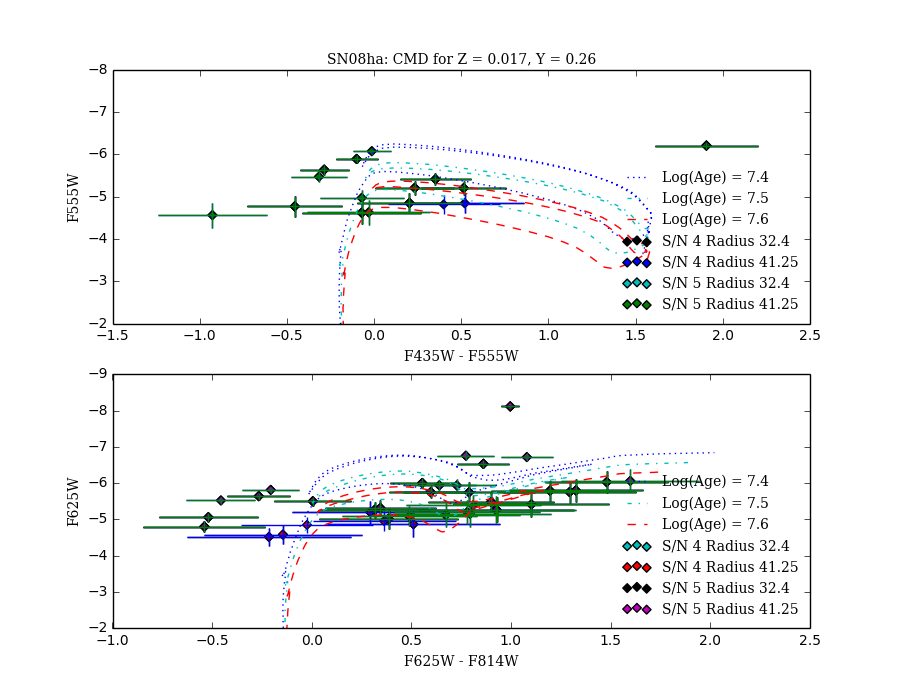 SN08ha: CMD for Z = 0.017, Y = 0.26
−8
−7
−6
−5
−4
−3
−2
F555W
Log(Age) = 7.4
Log(Age) = 7.5
Log(Age) = 7.6
S/N 4 Radius 32.4
S/N 4 Radius 41.25
S/N 5 Radius 32.4
S/N 5 Radius 41.25
−1.5 −1.0 −0.5 0.0 0.5 1.0 1.5 2.0 2.5
F435W - F555W
−9
−8
−7
−6
−5
−4
−3
−2
F625W
Log(Age) = 7.4
Log(Age) = 7.5
Log(Age) = 7.6
S/N 4 Radius 32.4
S/N 4 Radius 41.25
S/N 5 Radius 32.4
S/N 5 Radius 41.25
−1.0 −0.5 0.0 0.5 1.0 1.5 2.0 2.5
F625W - F814W